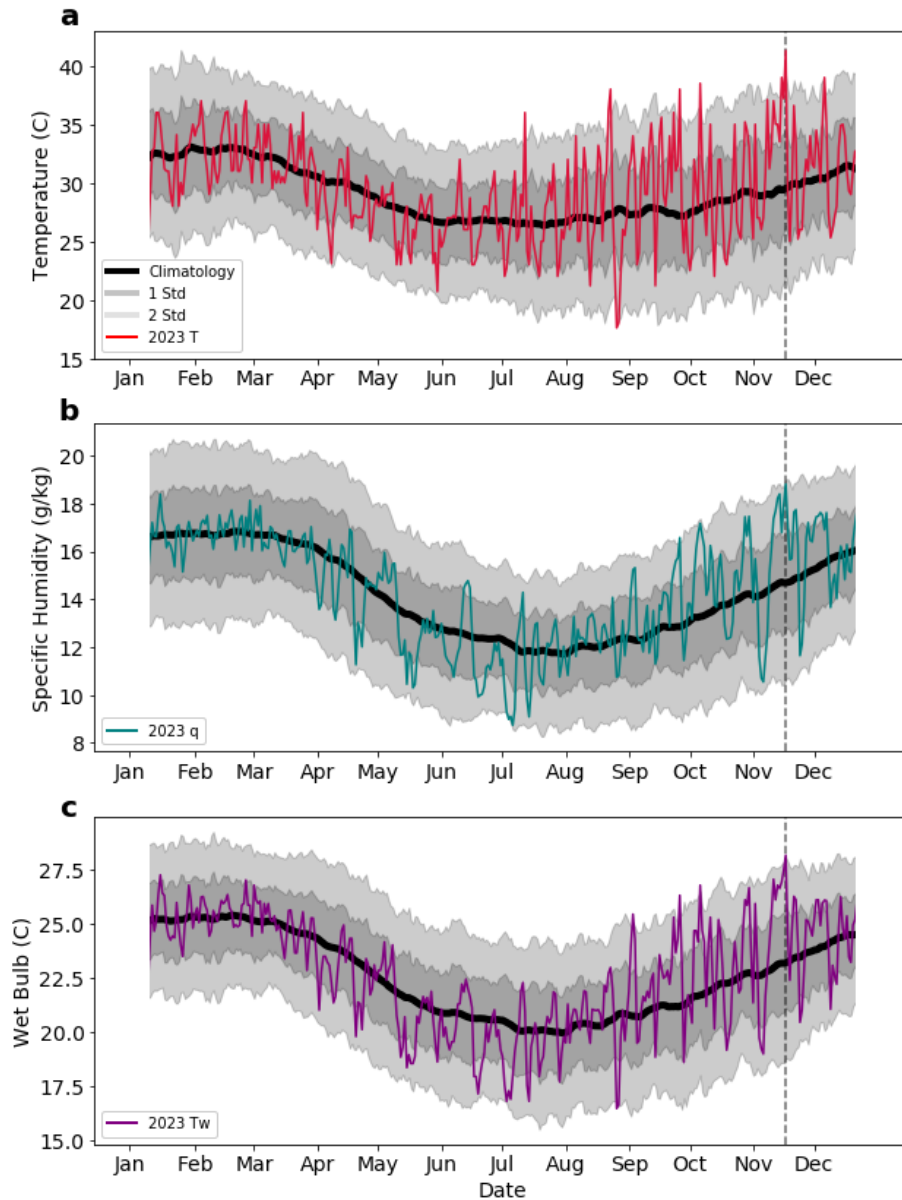 a
Temperature (C)
40
35
30
25
20
15
Climatology
1 Std
2 Std
2023 T
Jan Feb Mar Apr May Jun Jul Aug Sep Oct Nov Dec
b
Specific Humidity (g/kg)
20
18
16
14
12
10
8
2023 q
Jan Feb Mar Apr May Jun Jul Aug Sep Oct Nov Dec
c
Wet Bulb (C)
27.5
25.0
22.5
20.0
17.5
15.0
2023 Tw
Jan Feb Mar Apr May Jun Jul Aug Sep Oct Nov Dec
Date